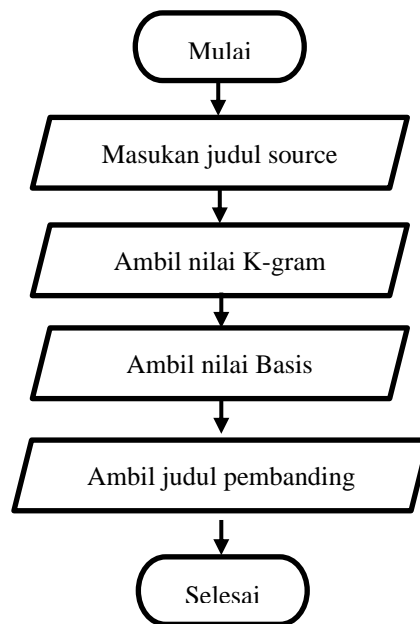 Mulai
Masukan judul source
Ambil nilai K-gram
Ambil nilai Basis
Ambil judul pembanding
Selesai